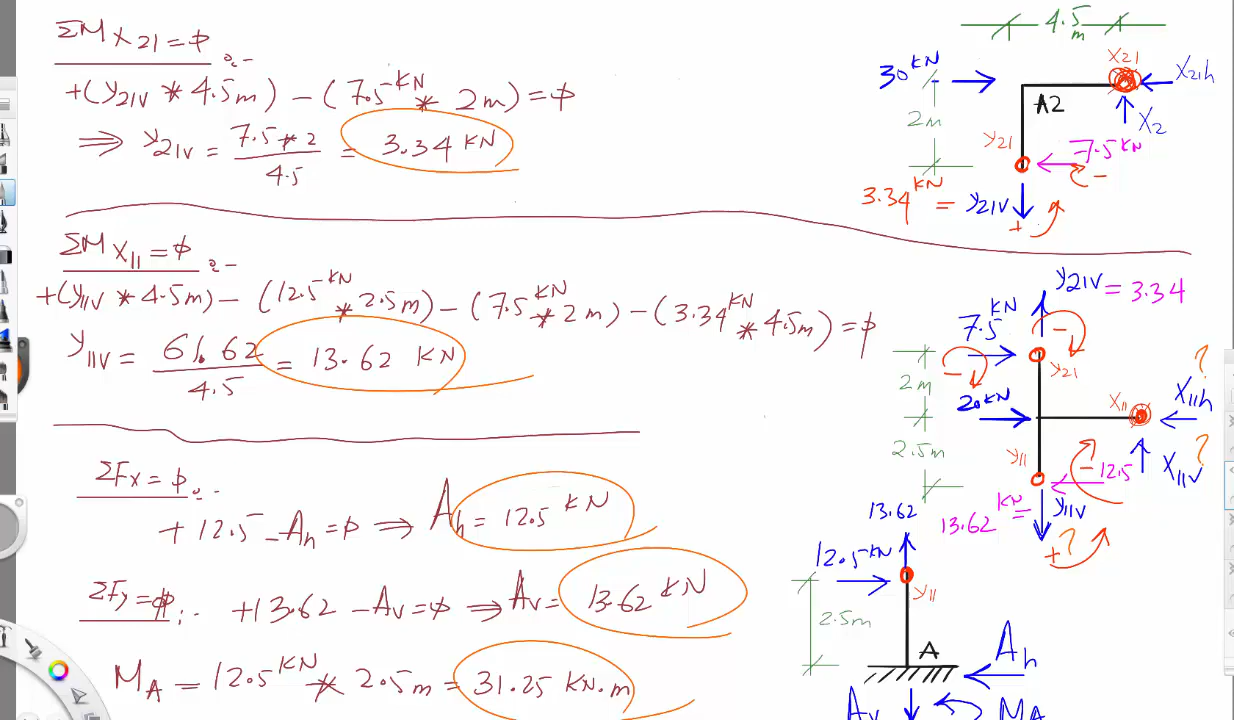 ΣM X21 = ϕ :-
+(Y21V * 4.5m) - (7.5 KN * 2m) = ϕ
⇒ Y21V = 7.5*2 / 4.5 = 3.34 KN
ΣM X11 = ϕ :-
+(Y11V * 4.5m) - (12.5 KN * 2.5m) - (7.5 KN * 2m) - (3.34 KN * 4.5m) = ϕ
Y11V = 61.62 / 4.5 = 13.62 KN
ΣFx = ϕ :-
+ 12.5 - Ah = ϕ ⇒ Ah = 12.5 KN
ΣFy = ϕ :- +13.62 - Av = ϕ ⇒ Av = 13.62 KN
MA = 12.5 KN * 2.5m = 31.25 KN.m
4.5 m
30 KN
X21
X21h
2m
A2
X2
Y21
7.5 KN
-
3.34 KN = Y21V
+
Y21V = 3.34
7.5 KN
-
-
Y21
2m
20 KN
X11
X11h
?
2.5m
Y11
-
12.5
X11V
?
13.62 KN = Y11V
+?
13.62
12.5 KN
Y11
2.5m
A
Ah
Av
MA